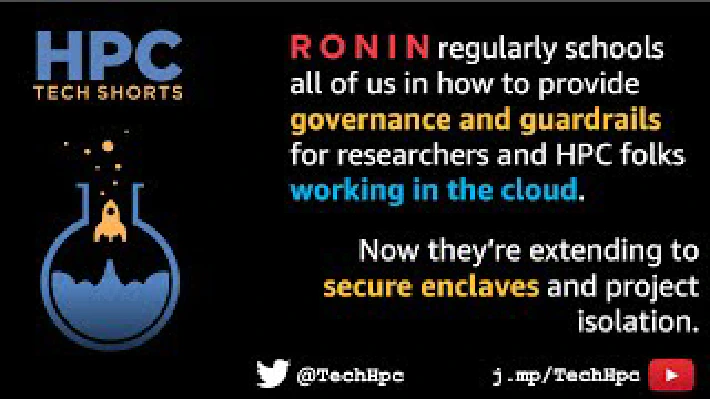 HPC
TECH SHORTS
RONIN regularly schools
all of us in how to provide
governance and guardrails
for researchers and HPC folks
working in the cloud.
Now they're extending to
secure enclaves and project
isolation.
@TechHpc
j.mp/TechHpc